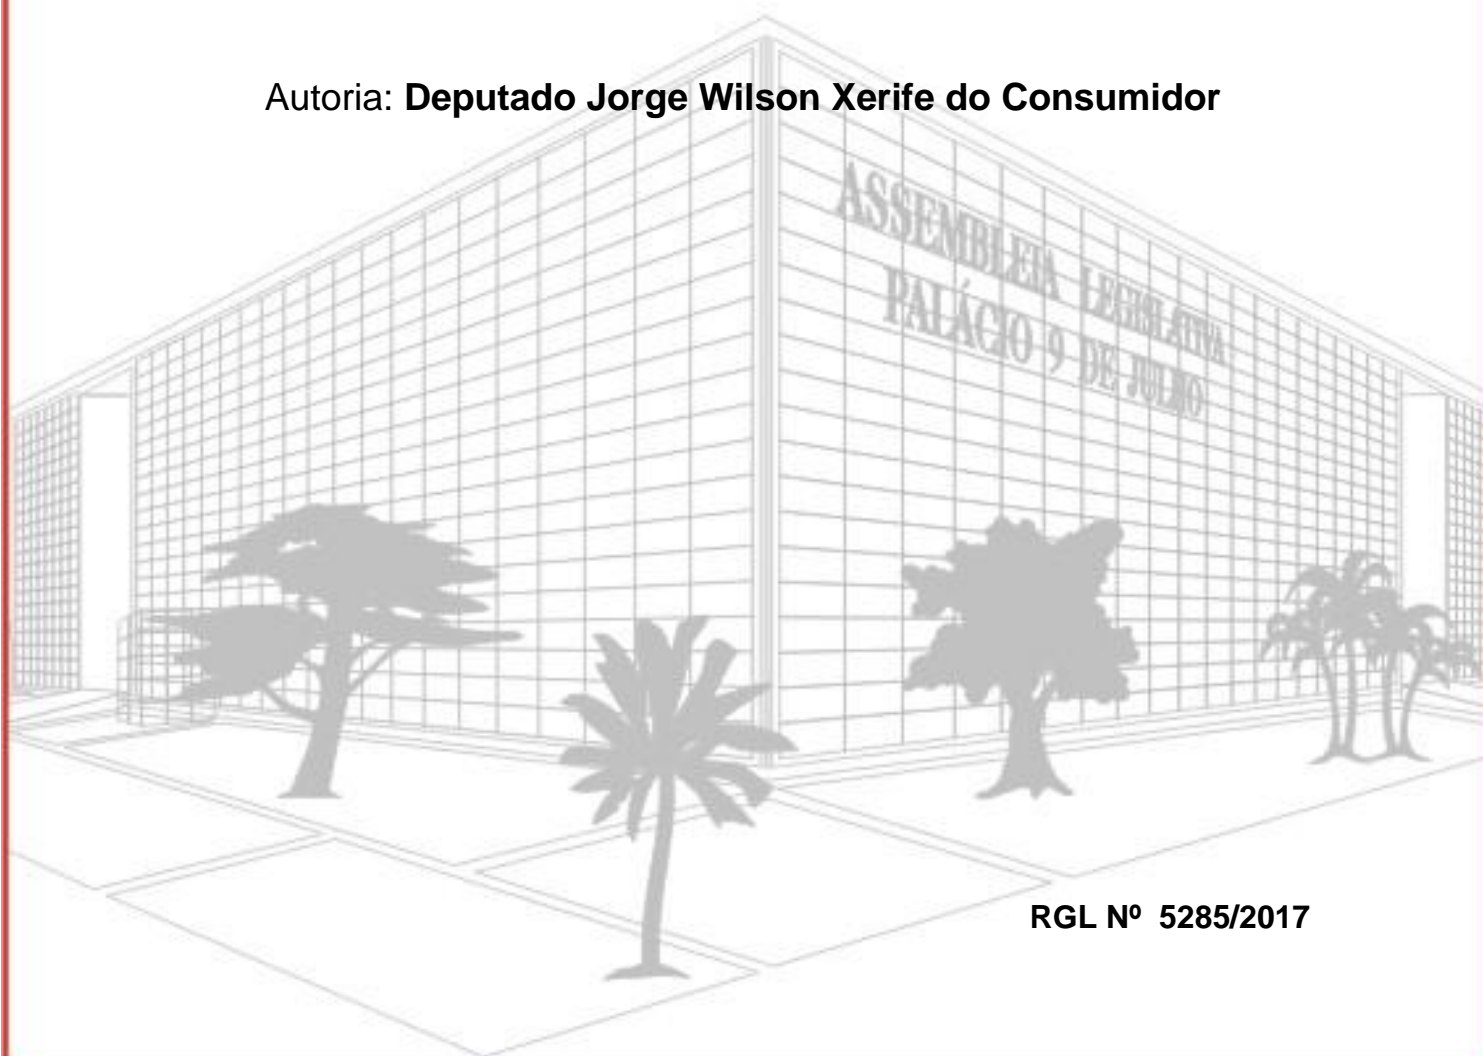 Autoria: Deputado Jorge Wilson Xerife do Consumidor
ASSEMBLEIA LEGISLATIVA
PALÁCIO 9 DE JULHO
RGL Nº 5285/2017